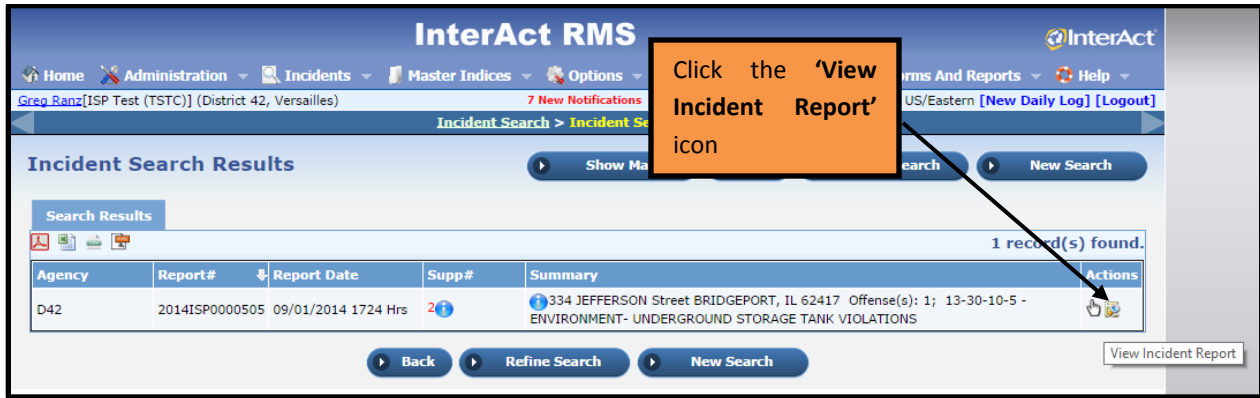 InterAct RMS
@InterAct
Home Administration Incidents Master Indices Options orms And Reports Help
Greg Ranz[ISP Test (TSTC)] (District 42, Versailles) 7 New Notifications US/Eastern [New Daily Log] [Logout]
Incident Search > Incident Se
Click the 'View
Incident Report'
icon
Incident Search Results Show Ma earch New Search
Search Results
1 record(s) found.
Agency Report# Report Date Supp# Summary Actions
D42 2014ISP0000505 09/01/2014 1724 Hrs 2 334 JEFFERSON Street BRIDGEPORT, IL 62417 Offense(s): 1; 13-30-10-5 -
ENVIRONMENT- UNDERGROUND STORAGE TANK VIOLATIONS
Back Refine Search New Search
View Incident Report